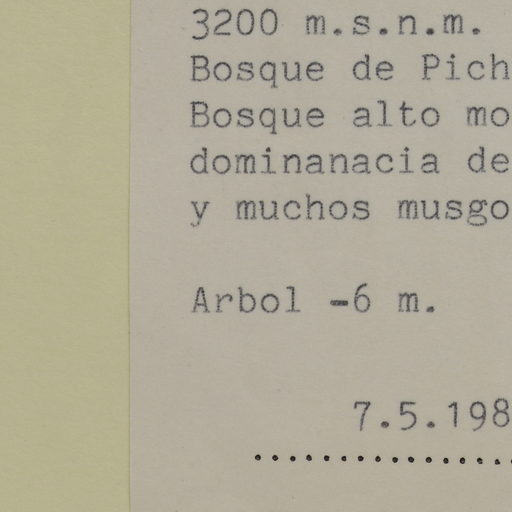 3200 m.s.n.m.
Bosque de Pich
Bosque alto mo
dominanacia de
y muchos musgo
Arbol -6 m.
7.5.198